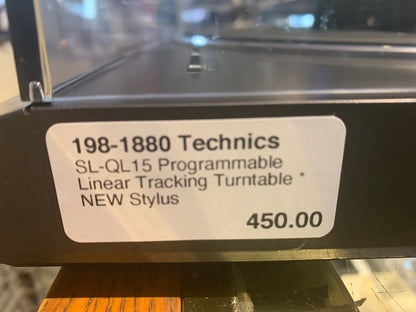 198-1880 Technics
SL-QL15 Programmable
Linear Tracking Turntable *
NEW Stylus
450.00